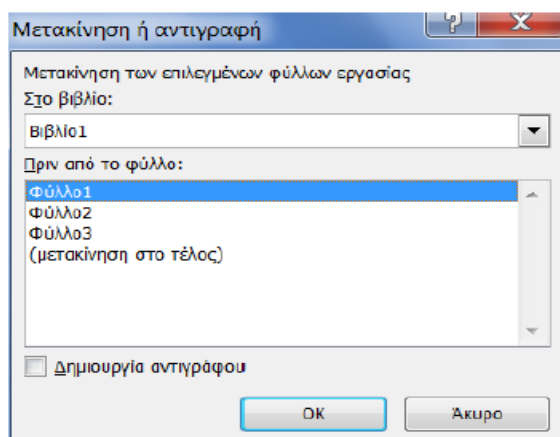 Μετακίνηση ή αντιγραφή
Μετακίνηση των επιλεγμένων φύλλων εργασίας
Στο βιβλίο:
Βιβλίο1
Πριν από το φύλλο:
Φύλλο1
Φύλλο2
Φύλλο3
(μετακίνηση στο τέλος)
Δημιουργία αντιγράφου
OK
Άκυρο